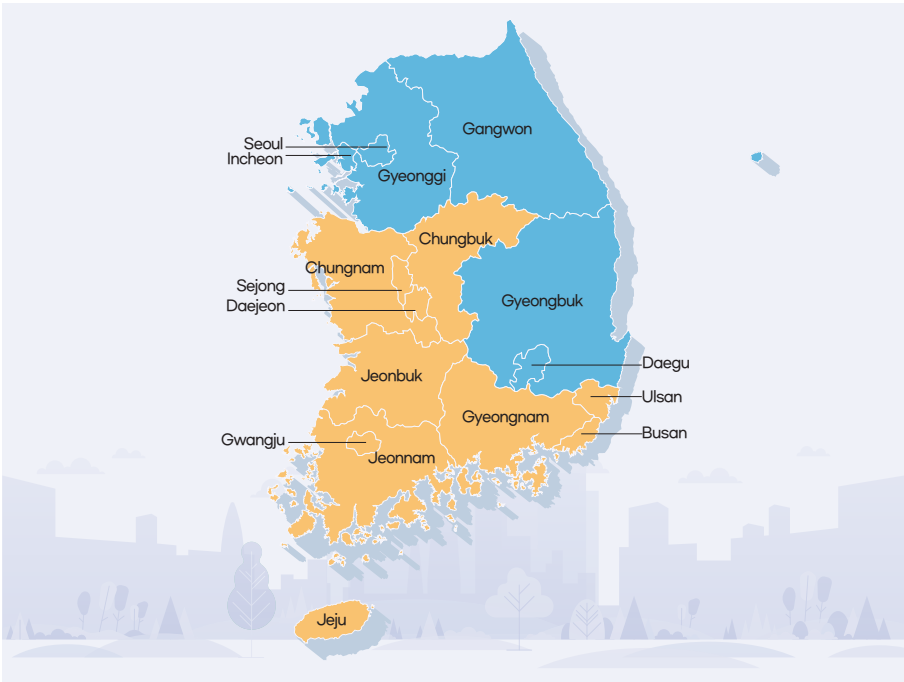 Gangwon
Seoul
Incheon
Gyeonggi
Chungbuk
Chungnam
Sejong
Daejeon
Gyeongbuk
Daegu
Jeonbuk
Ulsan
Gyeongnam
Busan
Gwangju
Jeonnam
Jeju